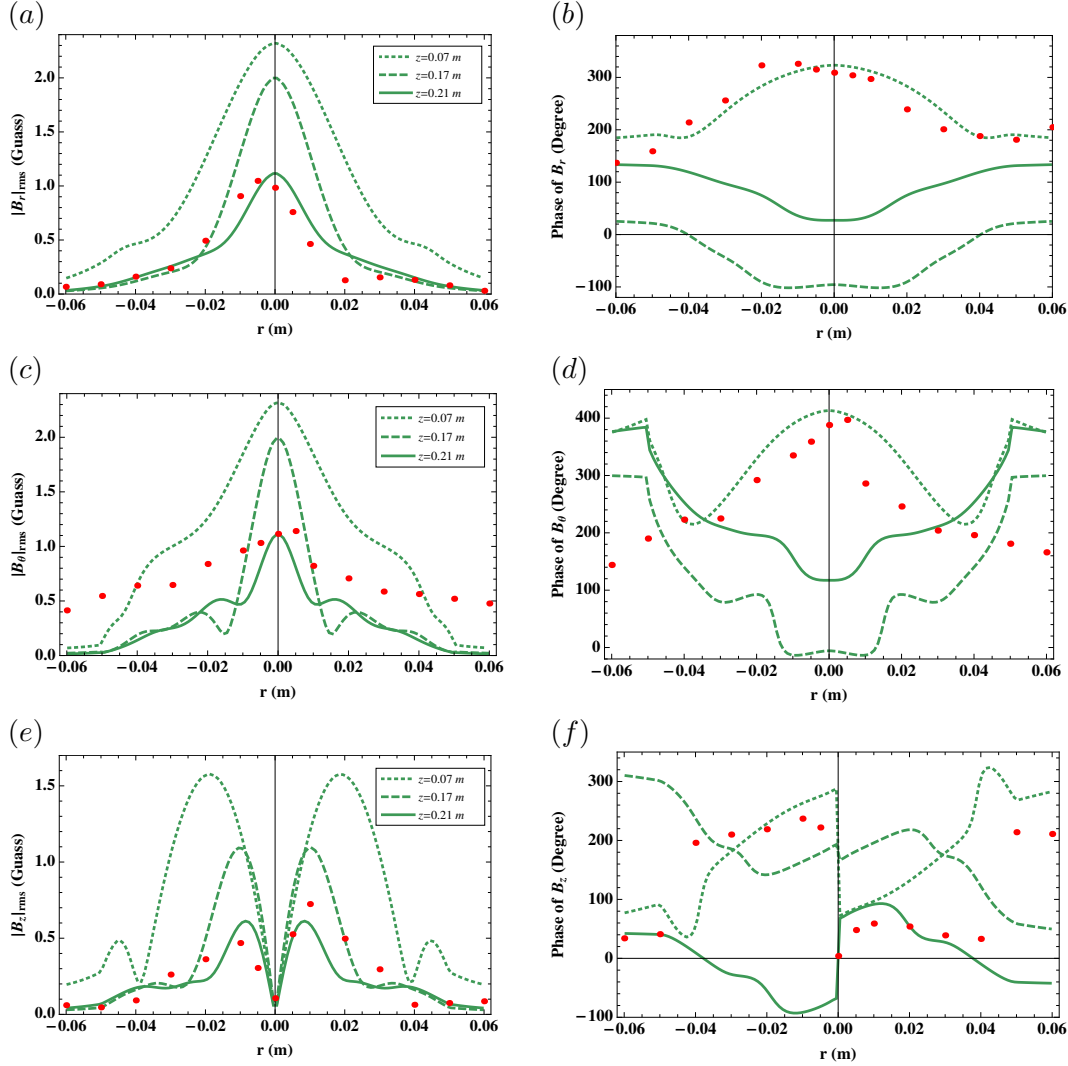 (a)
|B_r|rms (Guass)
2.0
1.5
1.0
0.5
0.0
z=0.07 m
z=0.17 m
z=0.21 m
−0.06 −0.04 −0.02 0.00 0.02 0.04 0.06
r (m)
(b)
Phase of B_r (Degree)
300
200
100
0
−100
−0.06 −0.04 −0.02 0.00 0.02 0.04 0.06
r (m)
(c)
|B_θ|rms (Guass)
2.0
1.5
1.0
0.5
0.0
z=0.07 m
z=0.17 m
z=0.21 m
−0.06 −0.04 −0.02 0.00 0.02 0.04 0.06
r (m)
(d)
Phase of B_θ (Degree)
400
300
200
100
0
−0.06 −0.04 −0.02 0.00 0.02 0.04 0.06
r (m)
(e)
|B_z|rms (Guass)
1.5
1.0
0.5
0.0
z=0.07 m
z=0.17 m
z=0.21 m
−0.06 −0.04 −0.02 0.00 0.02 0.04 0.06
r (m)
(f)
Phase of B_z (Degree)
300
200
100
0
−100
−0.06 −0.04 −0.02 0.00 0.02 0.04 0.06
r (m)